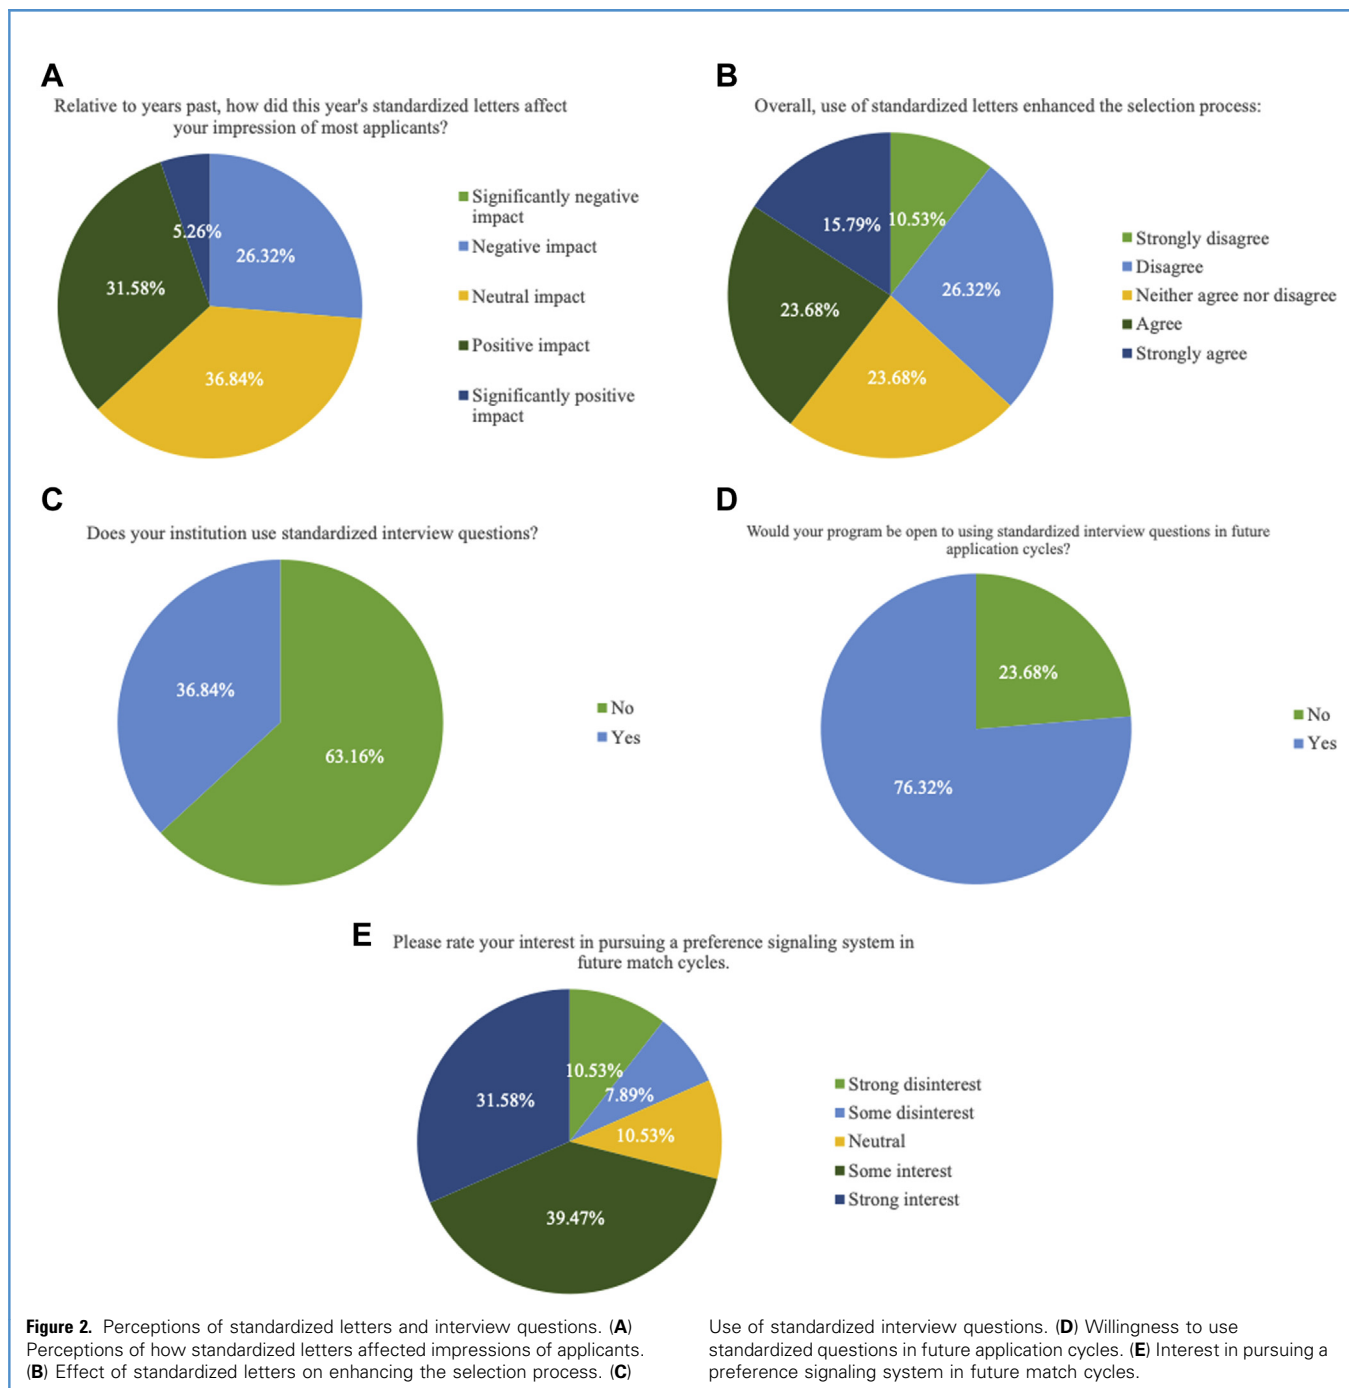 A
Relative to years past, how did this year's standardized letters affect
your impression of most applicants?
5.26%
26.32%
31.58%
36.84%
Significantly negative
impact
Negative impact
Neutral impact
Positive impact
Significantly positive
impact
B
Overall, use of standardized letters enhanced the selection process:
15.79%
10.53%
26.32%
23.68%
23.68%
Strongly disagree
Disagree
Neither agree nor disagree
Agree
Strongly agree
C
Does your institution use standardized interview questions?
36.84%
63.16%
No
Yes
D
Would your program be open to using standardized interview questions in future
application cycles?
23.68%
76.32%
No
Yes
E
Please rate your interest in pursuing a preference signaling system in
future match cycles.
10.53%
7.89%
31.58%
10.53%
39.47%
Strong disinterest
Some disinterest
Neutral
Some interest
Strong interest
Figure 2. Perceptions of standardized letters and interview questions. (A)
Perceptions of how standardized letters affected impressions of applicants.
(B) Effect of standardized letters on enhancing the selection process. (C)
Use of standardized interview questions. (D) Willingness to use
standardized questions in future application cycles. (E) Interest in pursuing a
preference signaling system in future match cycles.